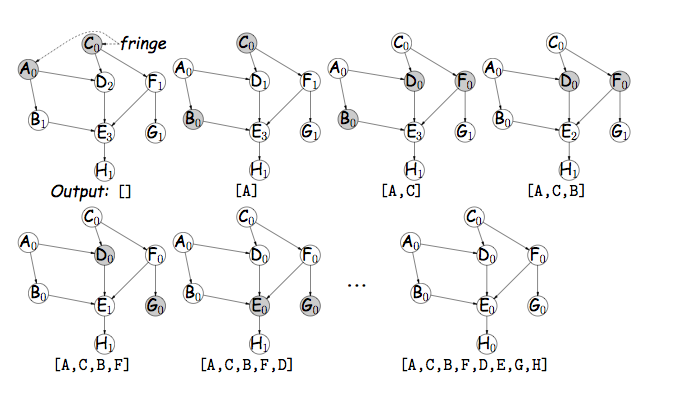 C0 fringe
A0 D2 F1
B1 E3 G1
H1
Output: []
C0
A0 D1 F1
B0 E3 G1
H1
[A]
C0
A0 D0 F0
B0 E3 G1
H1
[A,C]
C0
A0 D0 F0
B0 E2 G1
H1
[A,C,B]
C0
A0 D0 F0
B0 E1 G0
H1
[A,C,B,F]
C0
A0 D0 F0
B0 E0 G0
H1
[A,C,B,F,D]
...
C0
A0 D0 F0
B0 E0 G0
H0
[A,C,B,F,D,E,G,H]